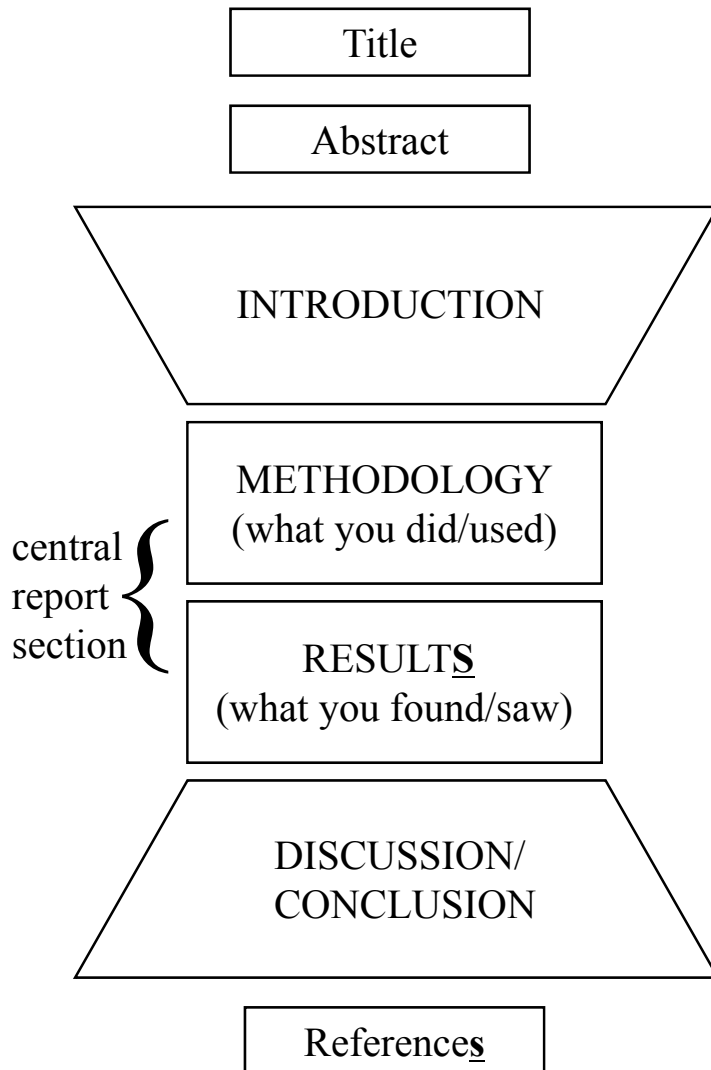 Title
Abstract
INTRODUCTION
METHODOLOGY
(what you did/used)
central
report
section
RESULTS
(what you found/saw)
DISCUSSION/
CONCLUSION
References